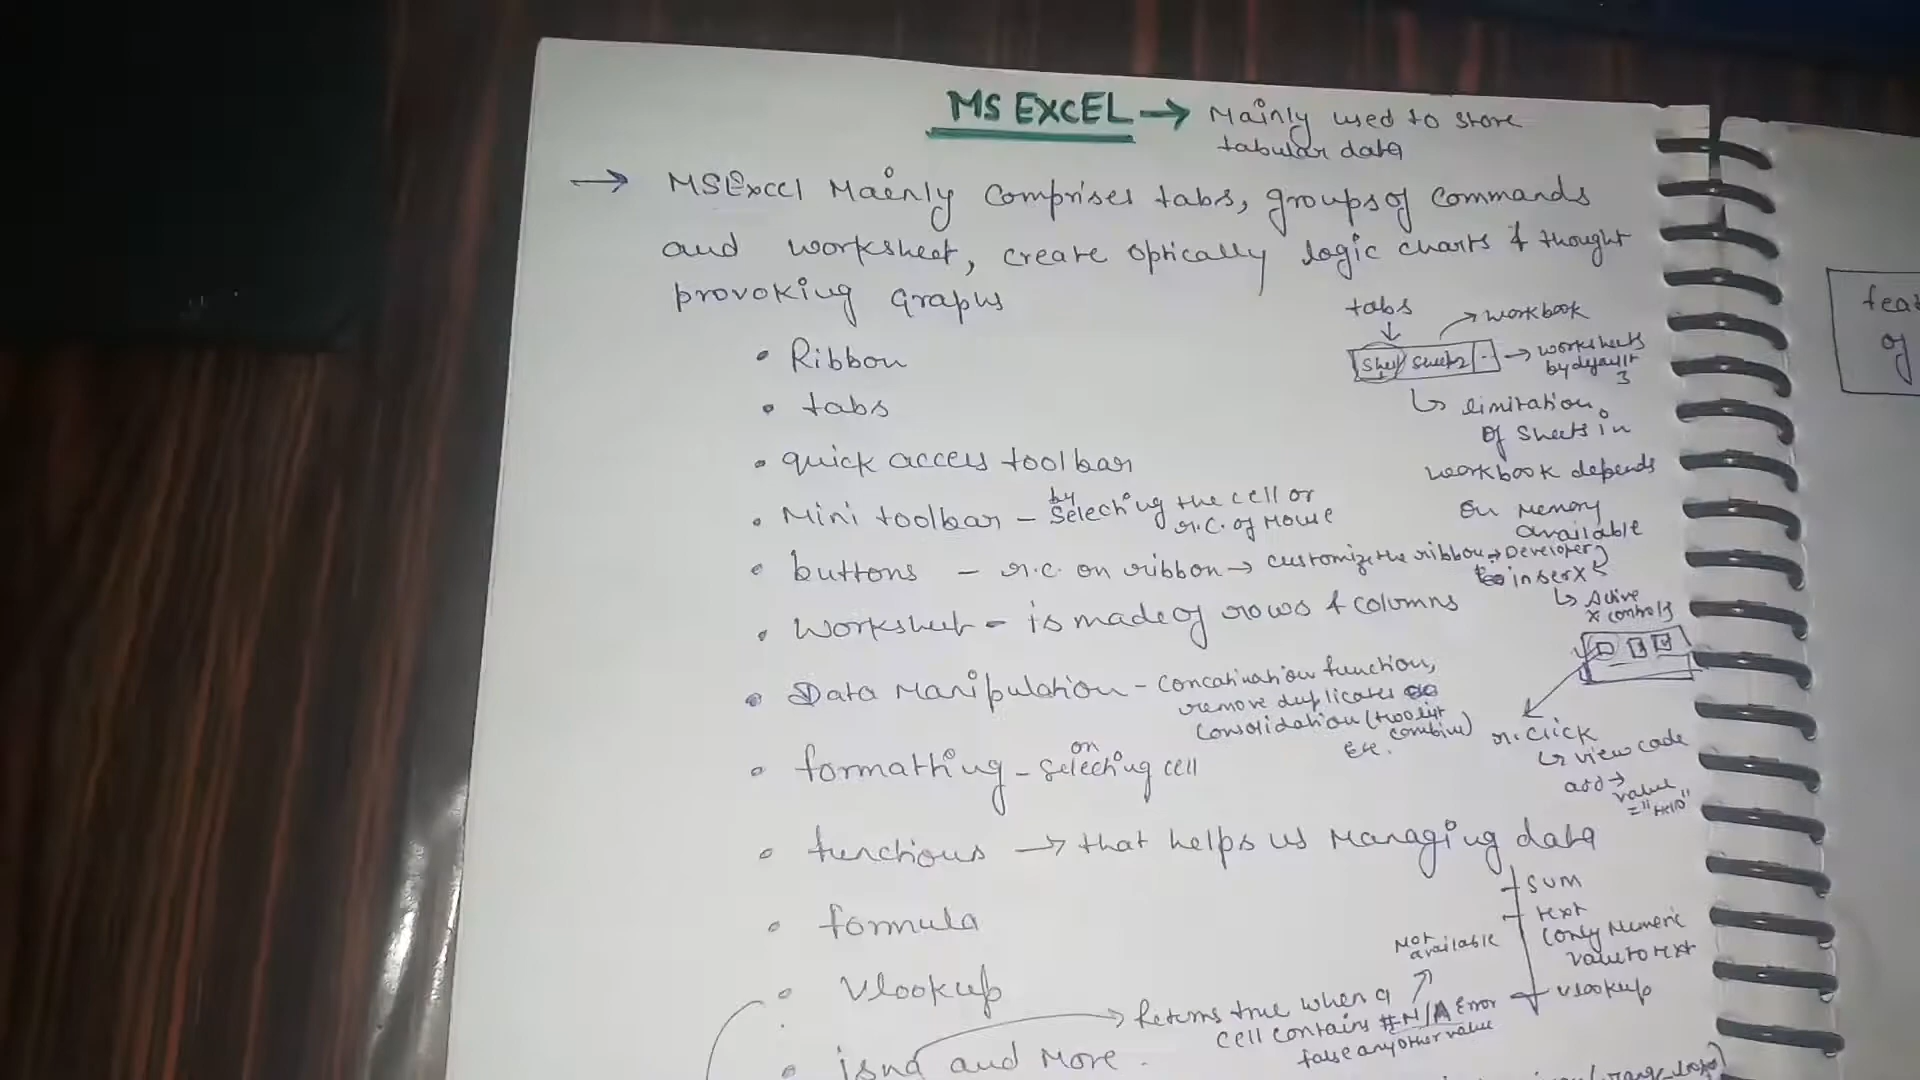 MS EXCEL → Mainly used to store
tabular data
→ MSExcel Mainly Comprises tabs, groups of Commands
and worksheet, create optically logic charts & thought
provoking Graphs
tabs
→ workbook
• Ribbon
Sheet2
→ worksheets
by default
3
• tabs
↳ limitation
of Sheets in
workbook depends
on Memory
available
• quick access toolbar
• Mini toolbar – by Selecting the cell or
r.c. of Mouse
• buttons – r.c. on ribbon → customize the ribbon → Developer
insert
↳ Active
X controls
• Worksheet – is made of rows & columns
• Data Manipulation – Concatination function,
remove duplicates
Consolidation (two list
combine)
etc.
r. click
↳ view code
add →
value
• formatting – on selecting cell
• functions → that helps us Managing data
SUM
text
(only Numeric
value to text
vlookup
• formula
• Vlookup
Not
available
• isna and More.
→ Returns true when a
cell contains #N/A Error
false any other value
feat
of